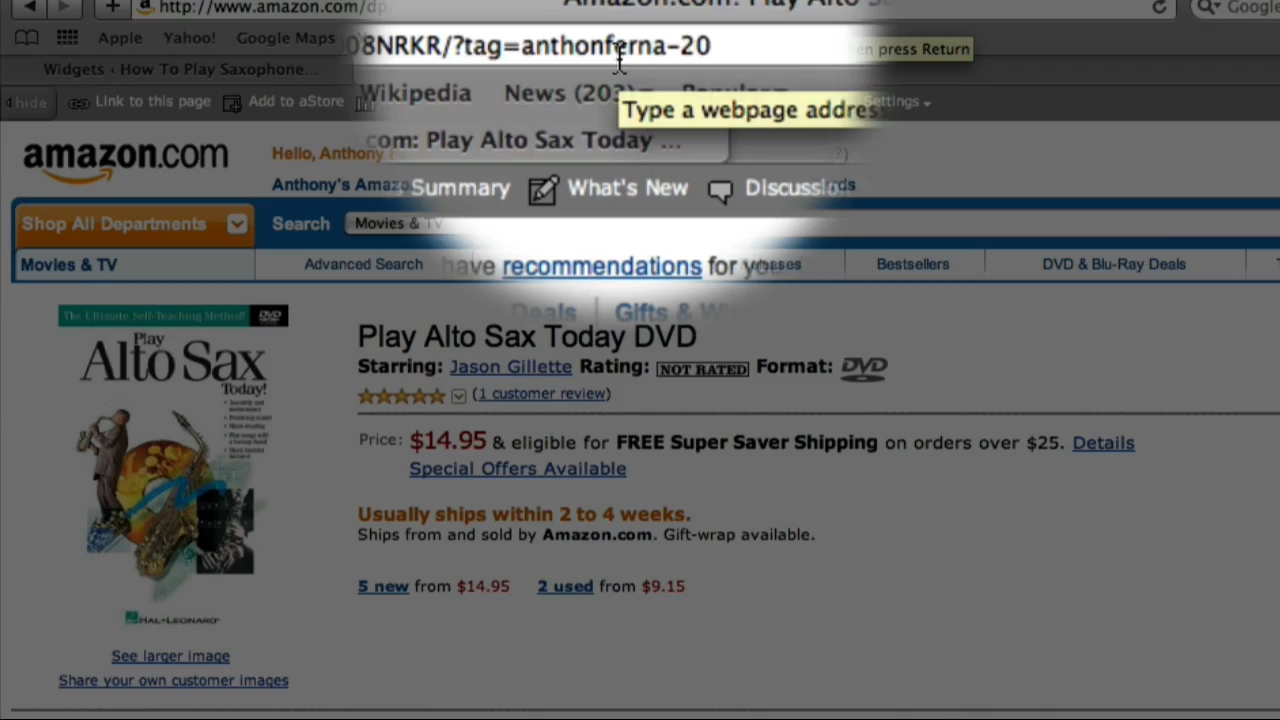 http://www.amazon.com/dp
Amazon.com: Play Alto Sa
Google
Apple Yahoo! Google Maps
08NRKR/?tag=anthonferna-20
en press Return
Widgets ‹ How To Play Saxophone...
Wikipedia News (203) Popular
Type a webpage address
hide Link to this page Add to aStore
Settings
.com: Play Alto Sax Today ...
amazon.com
Hello, Anthony
Anthony's Amazo
Summary What's New Discussio
Shop All Departments Search Movies & TV
have recommendations for yo
Movies & TV Advanced Search Bestsellers DVD & Blu-Ray Deals
Deals Gifts & W
The Ultimate Self-Teaching Method! DVD
Play
Alto Sax
Today!
HAL•LEONARD
See larger image
Share your own customer images
Play Alto Sax Today DVD
Starring: Jason Gillette Rating: NOT RATED Format: DVD
(1 customer review)
Price: $14.95 & eligible for FREE Super Saver Shipping on orders over $25. Details
Special Offers Available
Usually ships within 2 to 4 weeks.
Ships from and sold by Amazon.com. Gift-wrap available.
5 new from $14.95 2 used from $9.15